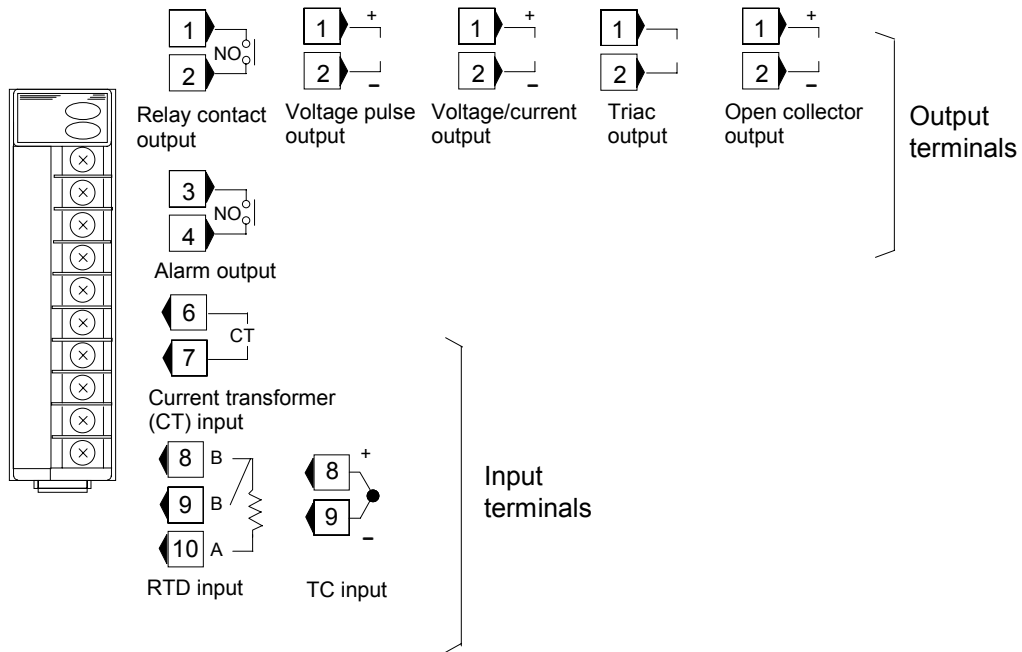 1 + 1 + 1 1 + 1
NO
2 2 − 2 − 2 2 −
Relay contact
output
Voltage pulse
output
Voltage/current
output
Triac
output
Open collector
output
Output
terminals
3
NO
4
Alarm output
6
CT
7
Current transformer
(CT) input
8 B
9 B
10 A
RTD input
8 +
9 −
TC input
Input
terminals